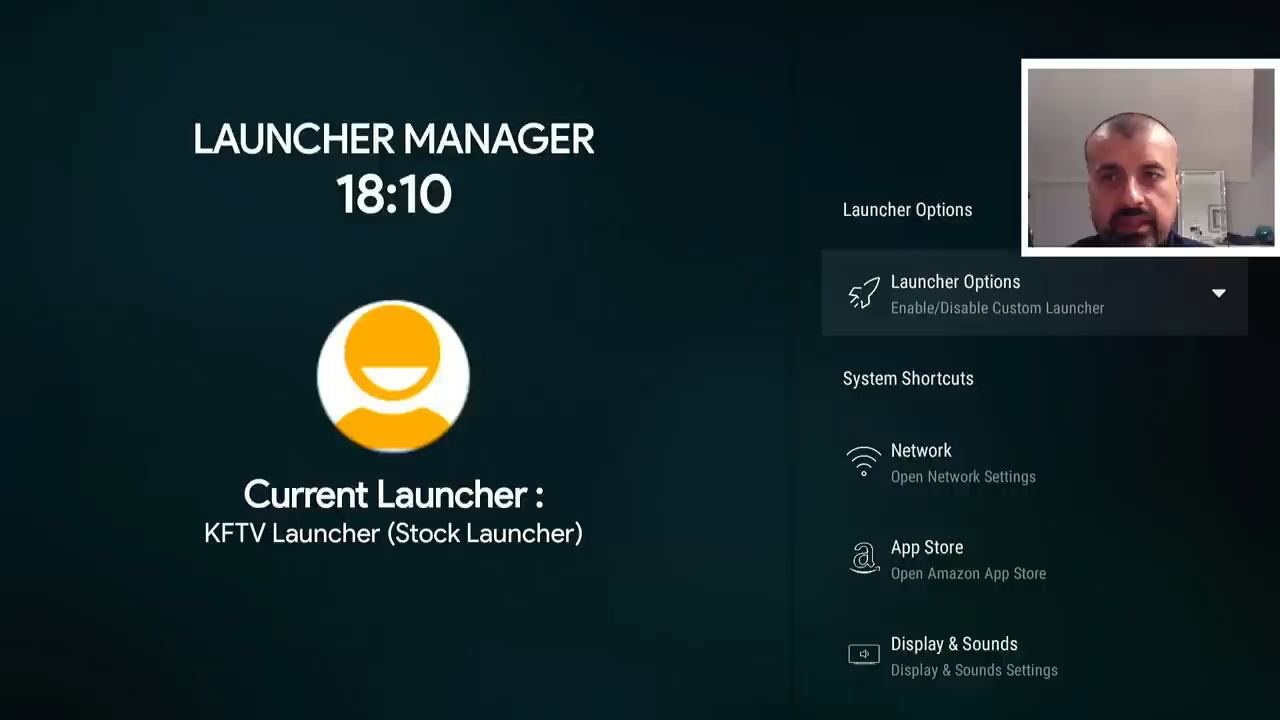 LAUNCHER MANAGER
18:10
Current Launcher :
KFTV Launcher (Stock Launcher)
Launcher Options
Launcher Options
Enable/Disable Custom Launcher
System Shortcuts
Network
Open Network Settings
App Store
Open Amazon App Store
Display & Sounds
Display & Sounds Settings